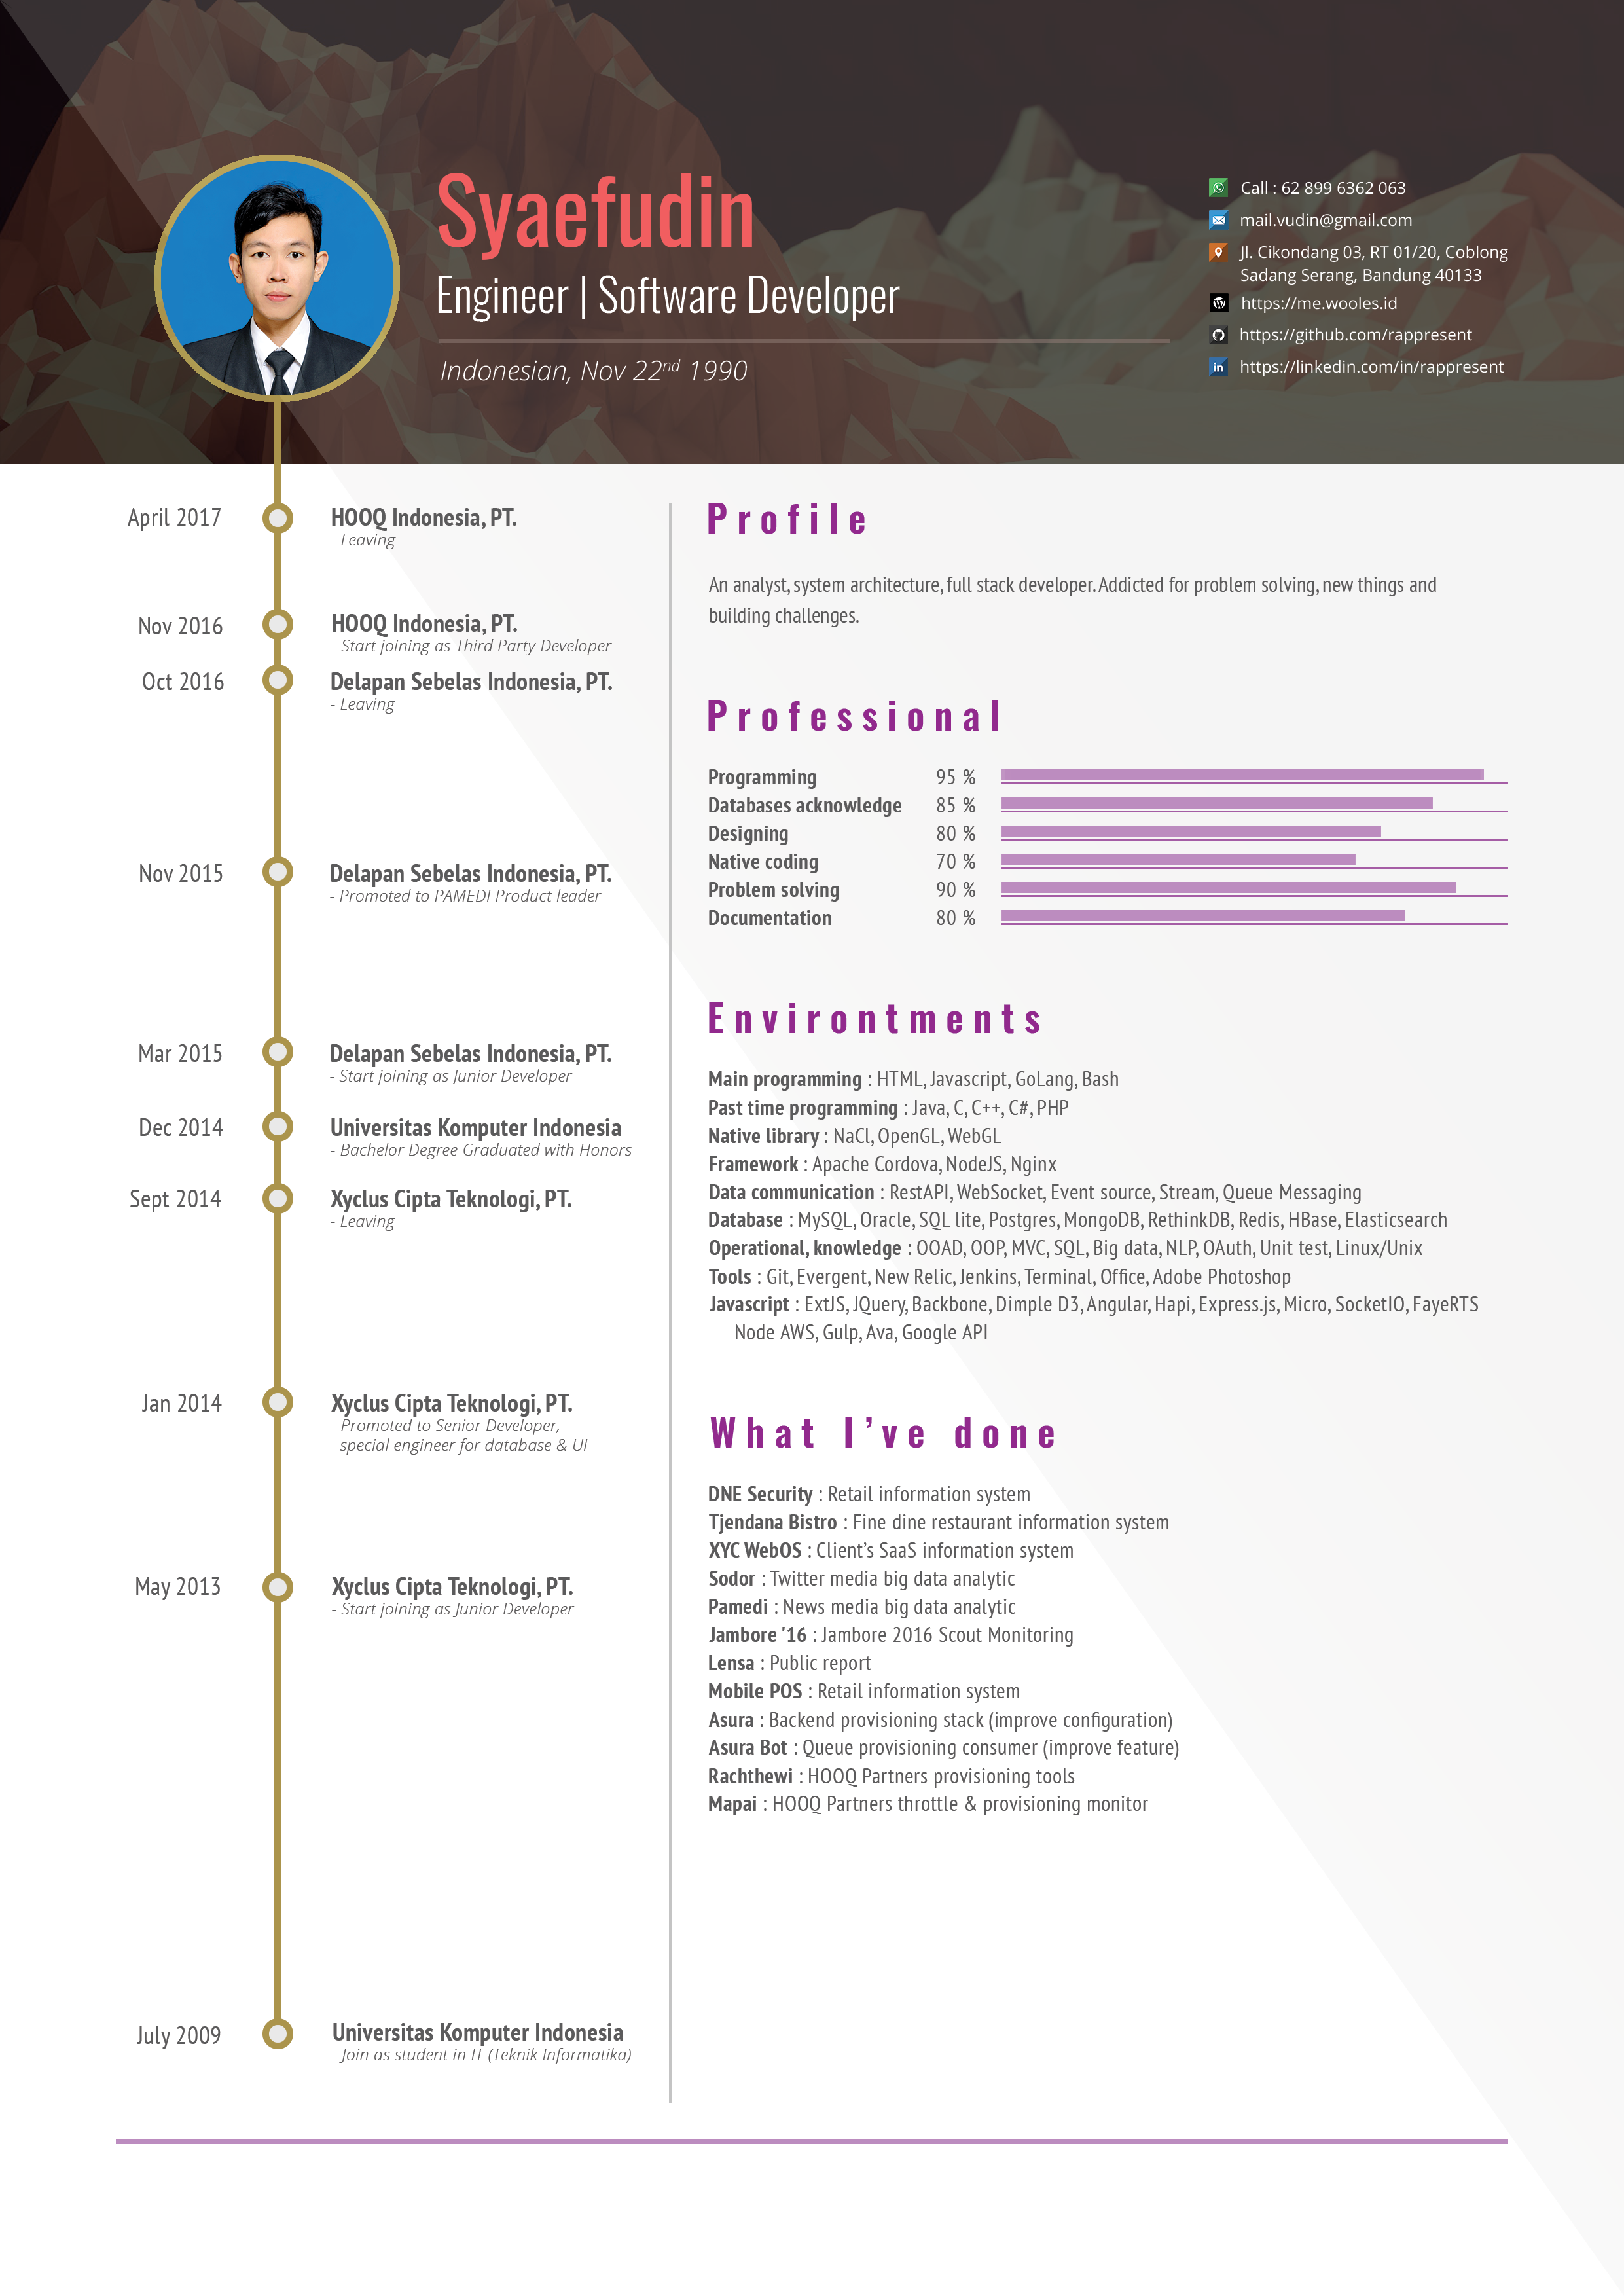 Syaefudin
Engineer | Software Developer
Indonesian, Nov 22nd 1990
Call : 62 899 6362 063
mail.vudin@gmail.com
Jl. Cikondang 03, RT 01/20, Coblong
Sadang Serang, Bandung 40133
https://me.wooles.id
https://github.com/rappresent
in https://linkedin.com/in/rappresent
April 2017 HOOQ Indonesia, PT.
- Leaving
Nov 2016 HOOQ Indonesia, PT.
- Start joining as Third Party Developer
Oct 2016 Delapan Sebelas Indonesia, PT.
- Leaving
Nov 2015 Delapan Sebelas Indonesia, PT.
- Promoted to PAMEDI Product leader
Mar 2015 Delapan Sebelas Indonesia, PT.
- Start joining as Junior Developer
Dec 2014 Universitas Komputer Indonesia
- Bachelor Degree Graduated with Honors
Sept 2014 Xyclus Cipta Teknologi, PT.
- Leaving
Jan 2014 Xyclus Cipta Teknologi, PT.
- Promoted to Senior Developer,
special engineer for database & UI
May 2013 Xyclus Cipta Teknologi, PT.
- Start joining as Junior Developer
July 2009 Universitas Komputer Indonesia
- Join as student in IT (Teknik Informatika)
Profile
An analyst, system architecture, full stack developer. Addicted for problem solving, new things and
building challenges.
Professional
Programming 95 %
Databases acknowledge 85 %
Designing 80 %
Native coding 70 %
Problem solving 90 %
Documentation 80 %
Environtments
Main programming : HTML, Javascript, GoLang, Bash
Past time programming : Java, C, C++, C#, PHP
Native library : NaCl, OpenGL, WebGL
Framework : Apache Cordova, NodeJS, Nginx
Data communication : RestAPI, WebSocket, Event source, Stream, Queue Messaging
Database : MySQL, Oracle, SQL lite, Postgres, MongoDB, RethinkDB, Redis, HBase, Elasticsearch
Operational, knowledge : OOAD, OOP, MVC, SQL, Big data, NLP, OAuth, Unit test, Linux/Unix
Tools : Git, Evergent, New Relic, Jenkins, Terminal, Office, Adobe Photoshop
Javascript : ExtJS, JQuery, Backbone, Dimple D3, Angular, Hapi, Express.js, Micro, SocketIO, FayeRTS
Node AWS, Gulp, Ava, Google API
What I’ve done
DNE Security : Retail information system
Tjendana Bistro : Fine dine restaurant information system
XYC WebOS : Client’s SaaS information system
Sodor : Twitter media big data analytic
Pamedi : News media big data analytic
Jambore '16 : Jambore 2016 Scout Monitoring
Lensa : Public report
Mobile POS : Retail information system
Asura : Backend provisioning stack (improve configuration)
Asura Bot : Queue provisioning consumer (improve feature)
Rachthewi : HOOQ Partners provisioning tools
Mapai : HOOQ Partners throttle & provisioning monitor